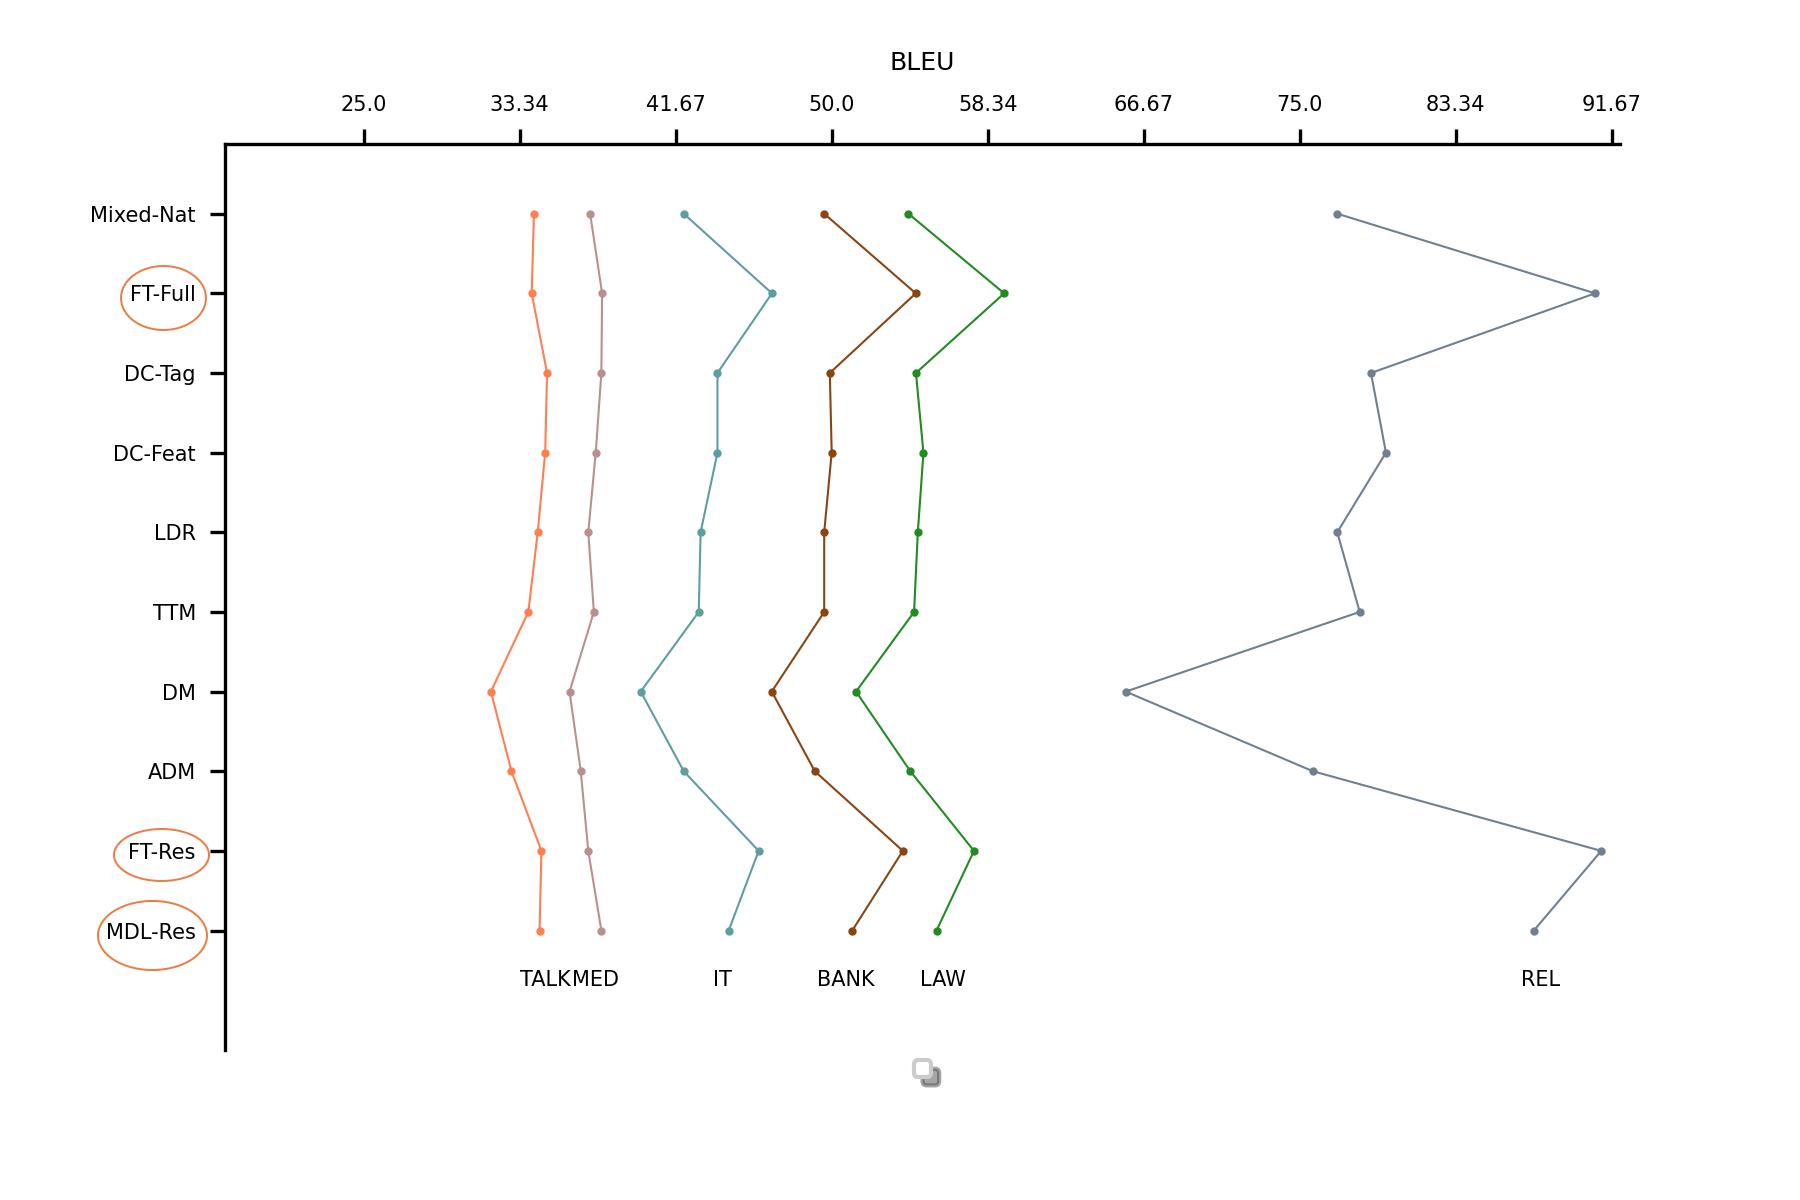 BLEU
25.0 33.34 41.67 50.0 58.34 66.67 75.0 83.34 91.67
Mixed-Nat
FT-Full
DC-Tag
DC-Feat
LDR
TTM
DM
ADM
FT-Res
MDL-Res
TALK MED IT BANK LAW REL